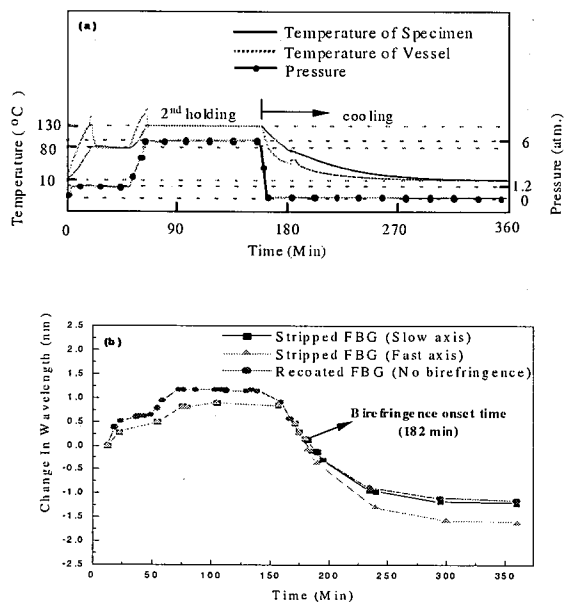 (a)
Temperature of Specimen
Temperature of Vessel
Pressure
2nd holding
cooling
Temperature (°C)
130
80
10
6
1.2
0
Pressure (atm.)
0 90 180 270 360
Time (Min)
(b)
Stripped FBG (Slow axis)
Stripped FBG (Fast axis)
Recoated FBG (No birefringence)
Birefringence onset time
(182 min)
Change In Wavelength (nm)
2.5
2.0
1.5
1.0
0.5
0.0
-0.5
-1.0
-1.5
-2.0
-2.5
0 50 100 150 200 250 300 350 400
Time (Min)